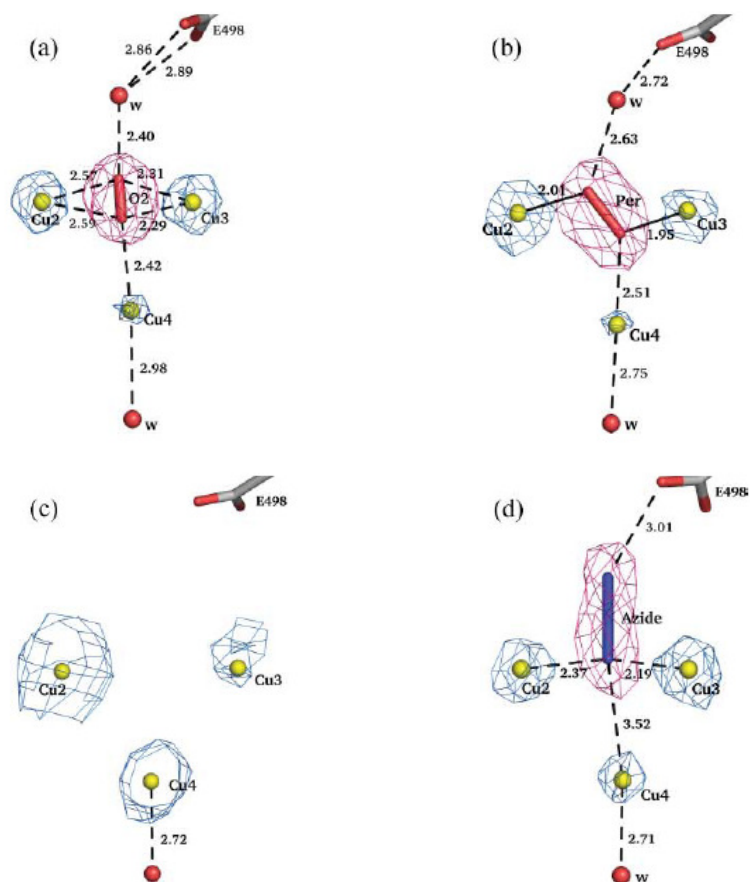 (a)
E498
2.86
2.89
w
2.40
2.57
2.31
O2
Cu2
Cu3
2.59
2.29
2.42
Cu4
2.98
w
(b)
E498
2.72
w
2.63
2.01
Per
Cu2
Cu3
1.95
2.51
Cu4
2.75
w
(c)
E498
Cu2
Cu3
Cu4
2.72
(d)
E498
3.01
Azide
Cu2
2.37
2.19
Cu3
3.52
Cu4
2.71
w